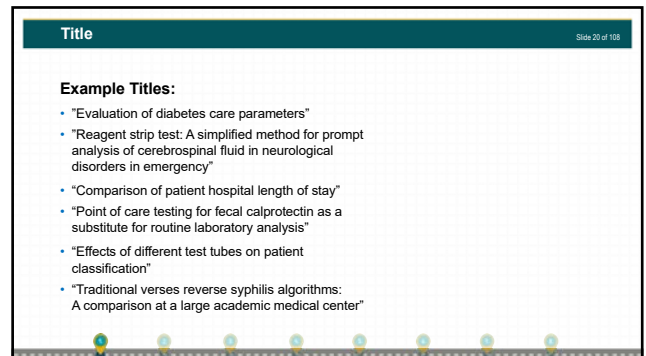 Title
Slide 20 of 108
Example Titles:
• ”Evaluation of diabetes care parameters”
• ”Reagent strip test: A simplified method for prompt
analysis of cerebrospinal fluid in neurological
disorders in emergency”
• “Comparison of patient hospital length of stay”
• “Point of care testing for fecal calprotectin as a
substitute for routine laboratory analysis”
• “Effects of different test tubes on patient
classification”
• “Traditional verses reverse syphilis algorithms:
A comparison at a large academic medical center”